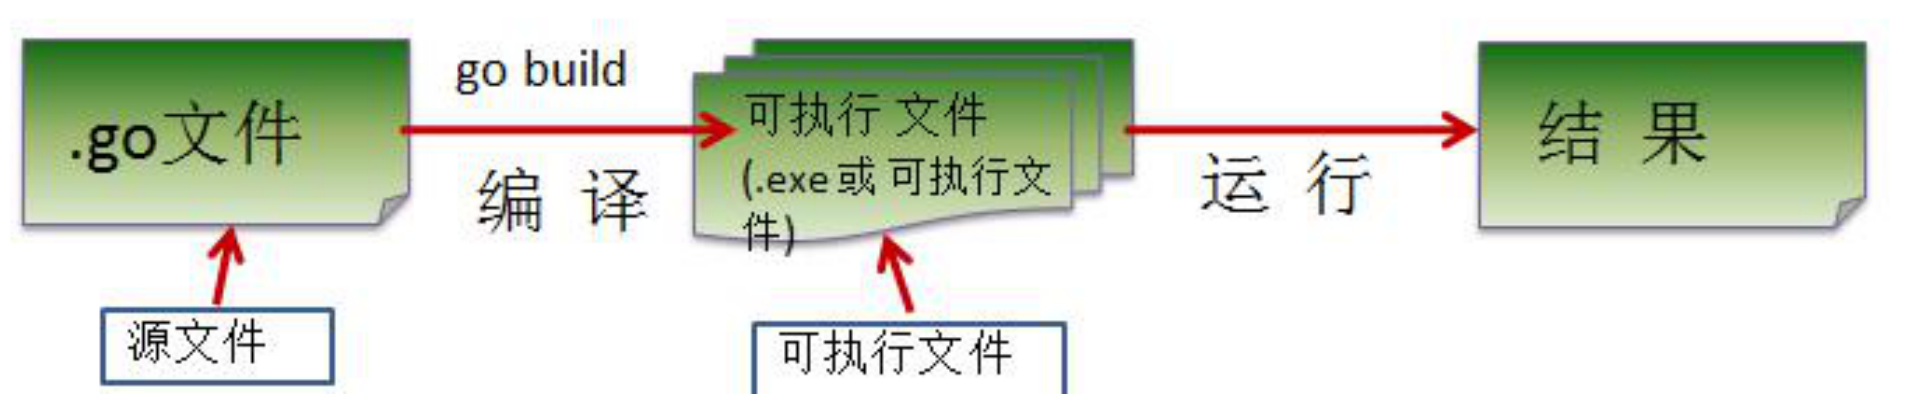 .go文件
go build
编 译
可执行 文件
(.exe或 可执行文
件)
运 行
结 果
源文件
可执行文件